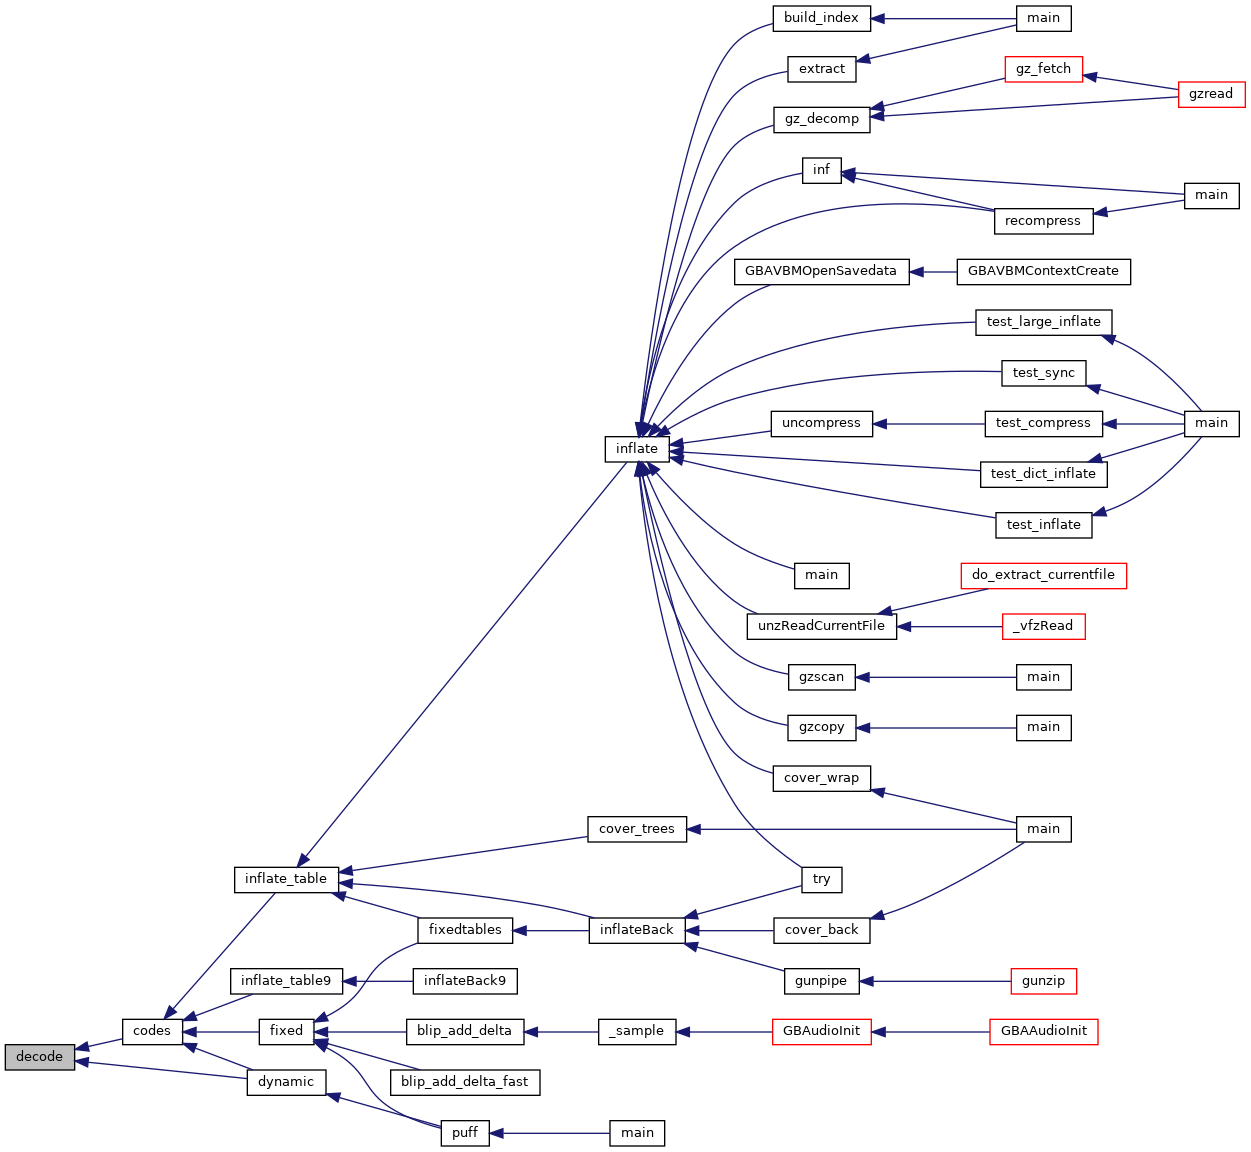 build_index
main
extract
gz_fetch
gzread
gz_decomp
inf
main
recompress
GBAVBMOpenSavedata
GBAVBMContextCreate
test_large_inflate
test_sync
uncompress
test_compress
main
inflate
test_dict_inflate
test_inflate
main
do_extract_currentfile
unzReadCurrentFile
_vfzRead
gzscan
main
gzcopy
main
cover_wrap
cover_trees
main
inflate_table
try
fixedtables
inflateBack
cover_back
inflate_table9
inflateBack9
gunpipe
gunzip
codes
fixed
blip_add_delta
_sample
GBAudioInit
GBAAudioInit
decode
dynamic
blip_add_delta_fast
puff
main